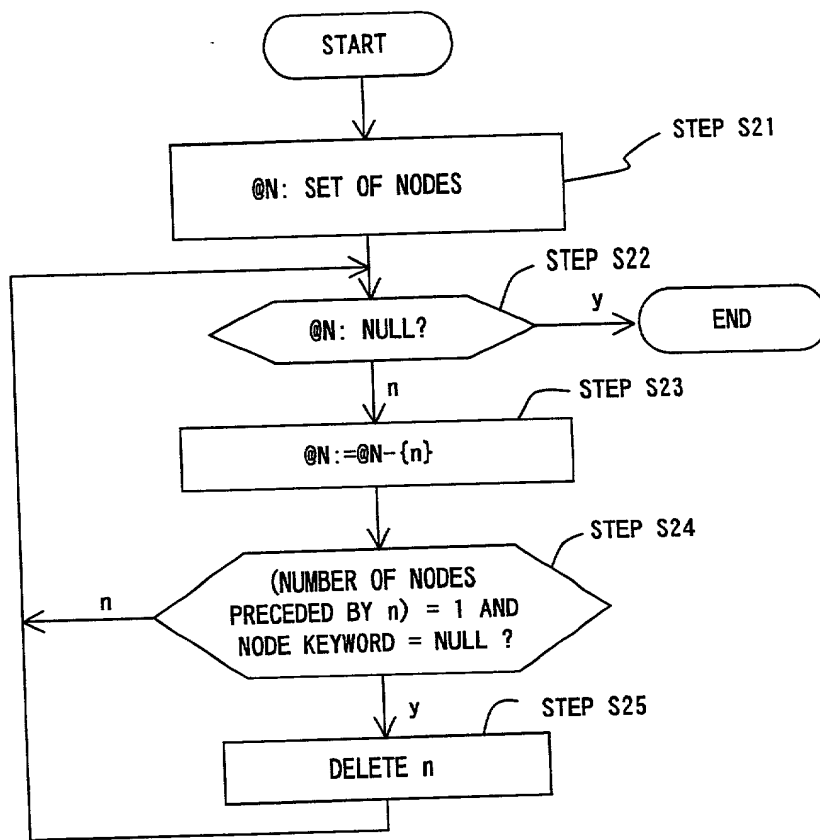 START
STEP S21
@N: SET OF NODES
STEP S22
@N: NULL?
y
END
n
STEP S23
@N:=@N-{n}
STEP S24
(NUMBER OF NODES
PRECEDED BY n) = 1 AND
NODE KEYWORD = NULL ?
n
y
STEP S25
DELETE n